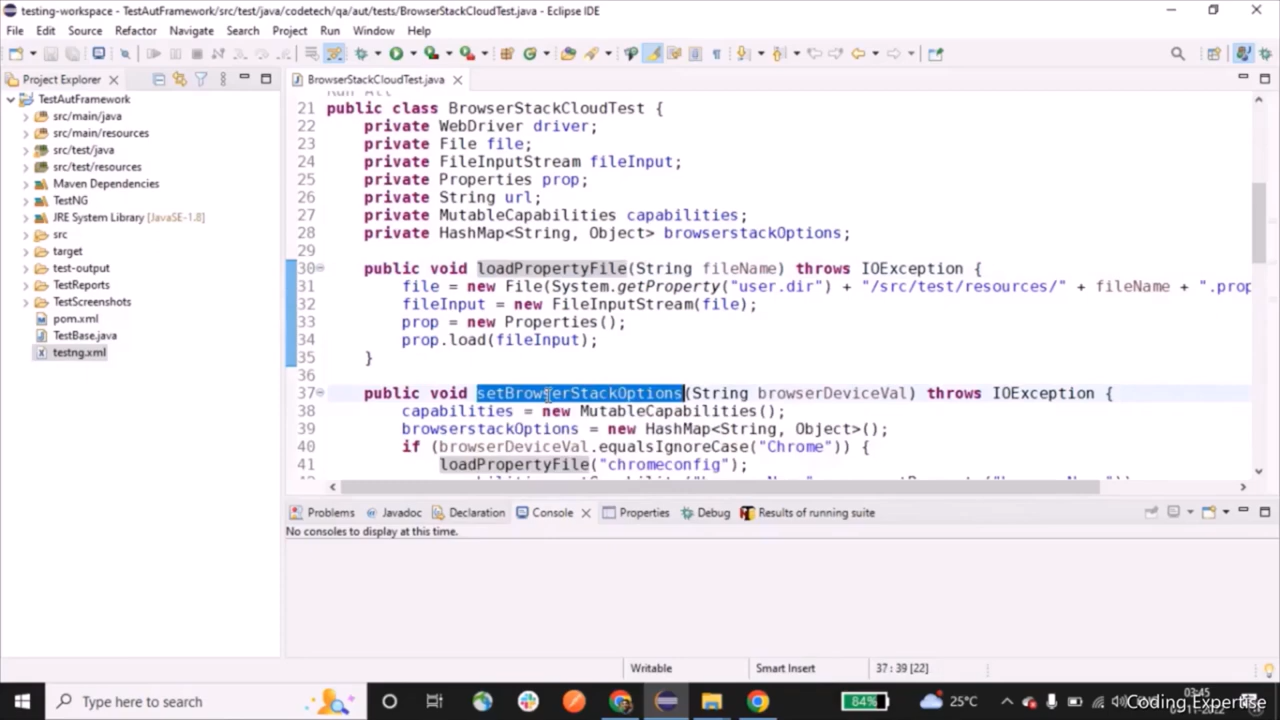 testing-workspace - TestAutFramework/src/test/java/codetech/qa/aut/tests/BrowserStackCloudTest.java - Eclipse IDE
File Edit Source Refactor Navigate Search Project Run Window Help
Project Explorer
TestAutFramework
src/main/java
src/main/resources
src/test/java
src/test/resources
Maven Dependencies
TestNG
JRE System Library [JavaSE-1.8]
src
target
test-output
TestReports
TestScreenshots
pom.xml
TestBase.java
testng.xml
BrowserStackCloudTest.java
Run All
21 public class BrowserStackCloudTest {
22 private WebDriver driver;
23 private File file;
24 private FileInputStream fileInput;
25 private Properties prop;
26 private String url;
27 private MutableCapabilities capabilities;
28 private HashMap<String, Object> browserstackOptions;
29
30 public void loadPropertyFile(String fileName) throws IOException {
31 file = new File(System.getProperty("user.dir") + "/src/test/resources/" + fileName + ".prop
32 fileInput = new FileInputStream(file);
33 prop = new Properties();
34 prop.load(fileInput);
35 }
36
37 public void setBrowserStackOptions(String browserDeviceVal) throws IOException {
38 capabilities = new MutableCapabilities();
39 browserstackOptions = new HashMap<String, Object>();
40 if (browserDeviceVal.equalsIgnoreCase("Chrome")) {
41 loadPropertyFile("chromeconfig");
Problems Javadoc Declaration Console Properties Debug Results of running suite
No consoles to display at this time.
Writable Smart Insert 37 : 39 [22]
Type here to search
84%
25°C
03:45
Coding Expertise